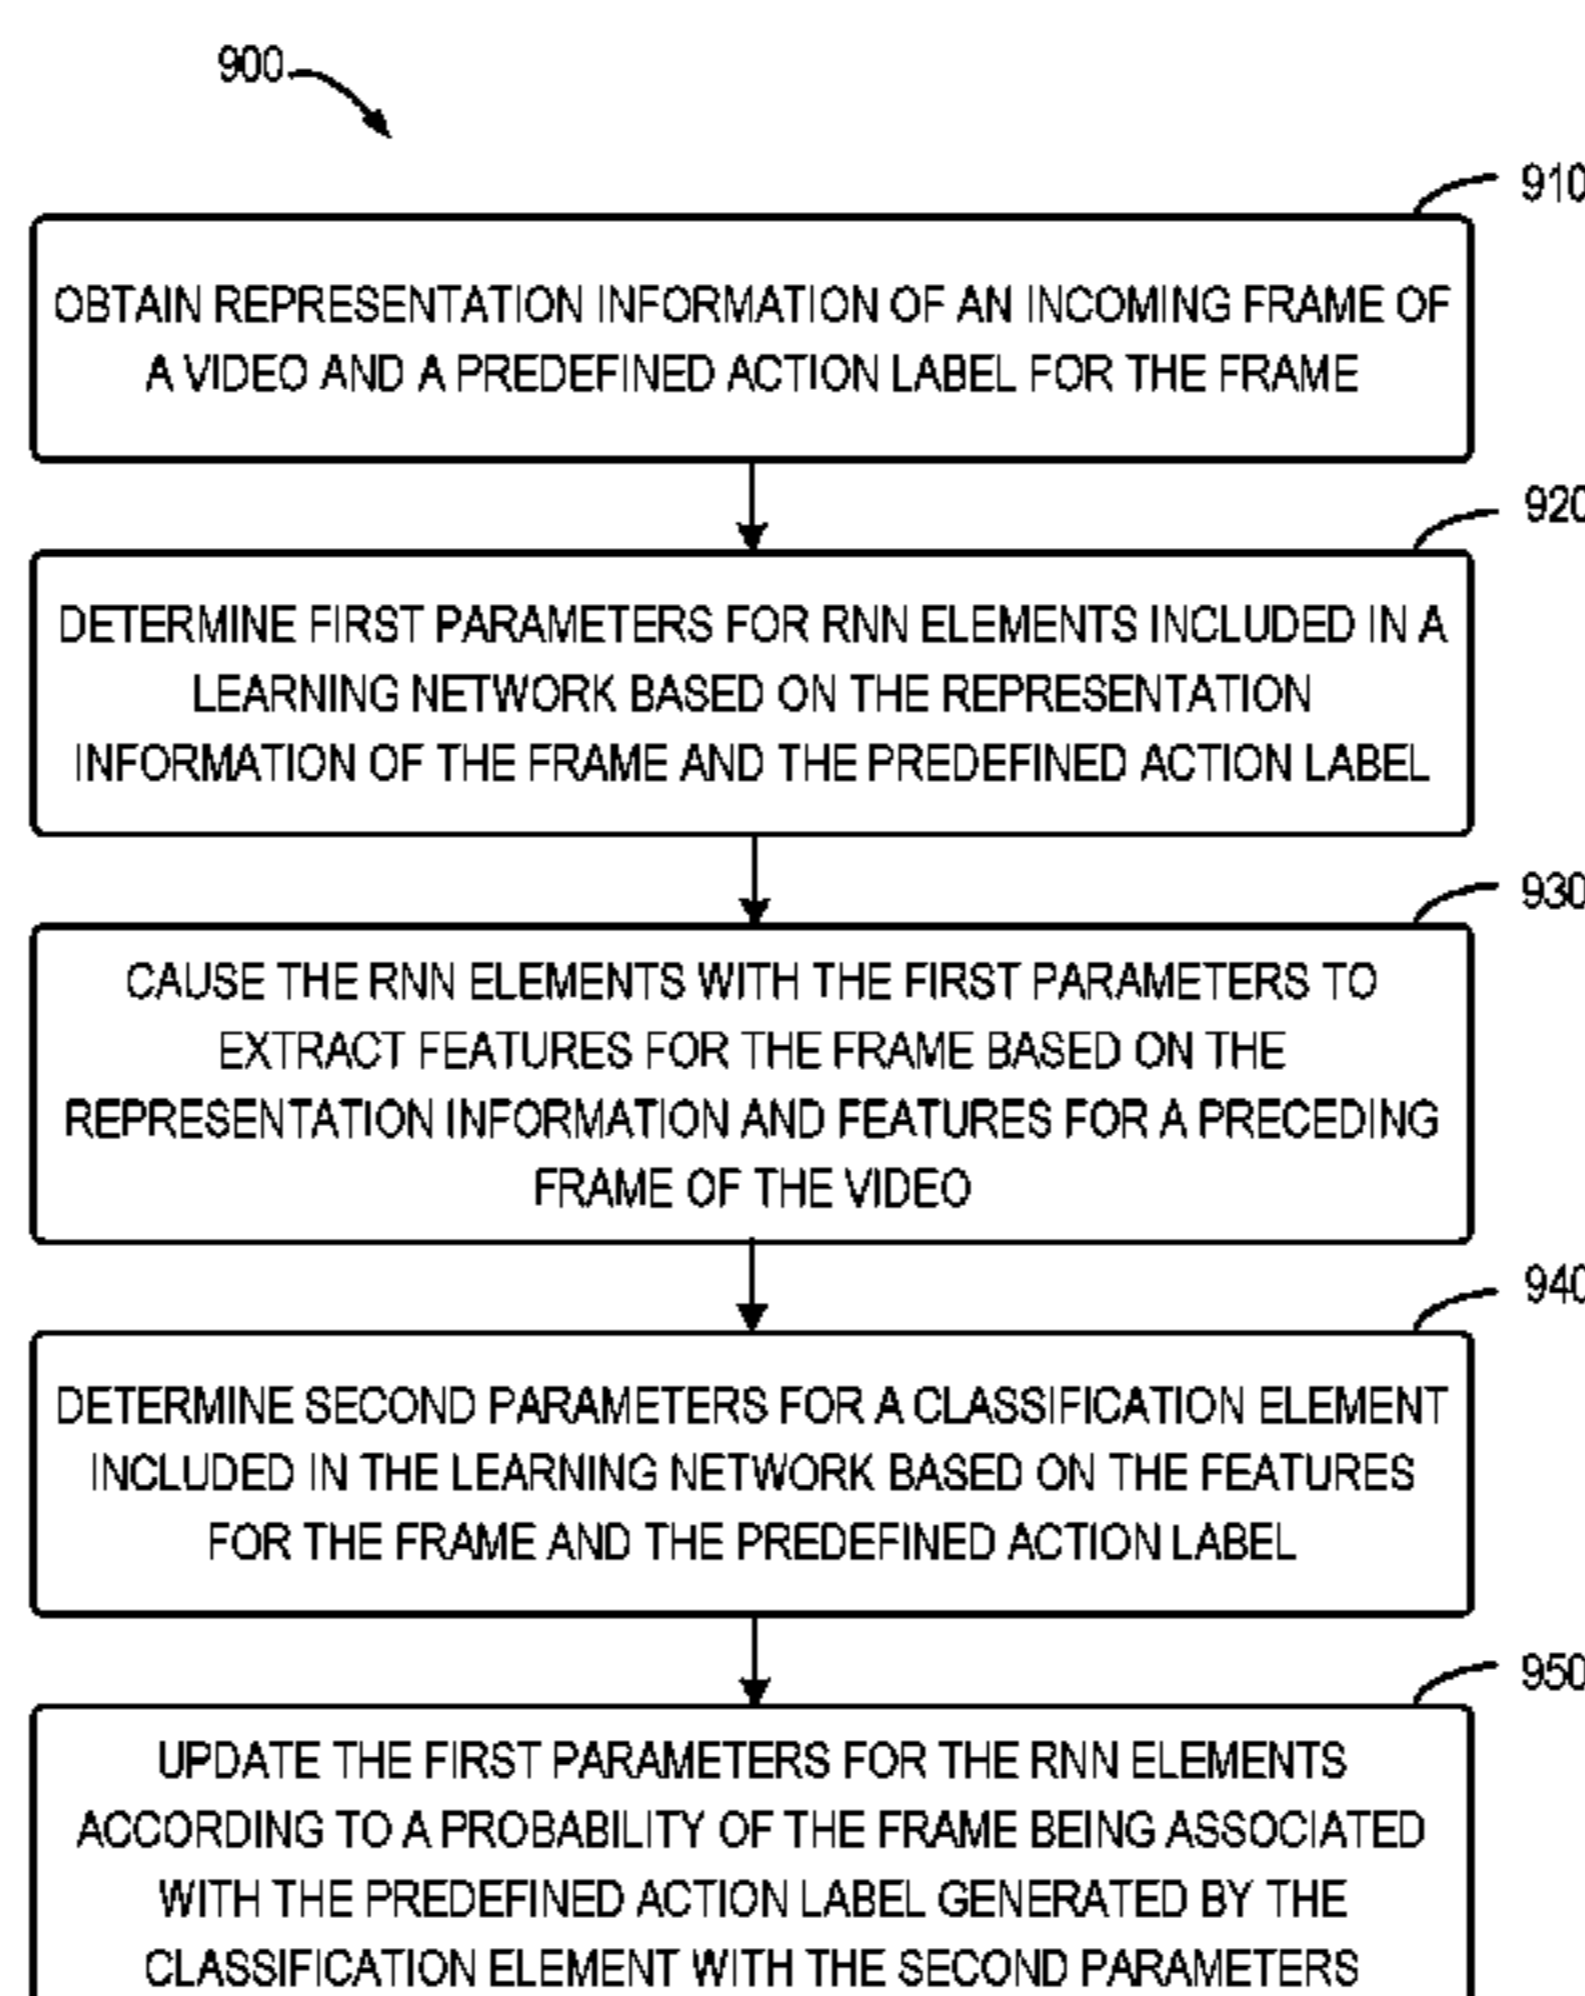 900
910
OBTAIN REPRESENTATION INFORMATION OF AN INCOMING FRAME OF
A VIDEO AND A PREDEFINED ACTION LABEL FOR THE FRAME
920
DETERMINE FIRST PARAMETERS FOR RNN ELEMENTS INCLUDED IN A
LEARNING NETWORK BASED ON THE REPRESENTATION
INFORMATION OF THE FRAME AND THE PREDEFINED ACTION LABEL
930
CAUSE THE RNN ELEMENTS WITH THE FIRST PARAMETERS TO
EXTRACT FEATURES FOR THE FRAME BASED ON THE
REPRESENTATION INFORMATION AND FEATURES FOR A PRECEDING
FRAME OF THE VIDEO
940
DETERMINE SECOND PARAMETERS FOR A CLASSIFICATION ELEMENT
INCLUDED IN THE LEARNING NETWORK BASED ON THE FEATURES
FOR THE FRAME AND THE PREDEFINED ACTION LABEL
950
UPDATE THE FIRST PARAMETERS FOR THE RNN ELEMENTS
ACCORDING TO A PROBABILITY OF THE FRAME BEING ASSOCIATED
WITH THE PREDEFINED ACTION LABEL GENERATED BY THE
CLASSIFICATION ELEMENT WITH THE SECOND PARAMETERS